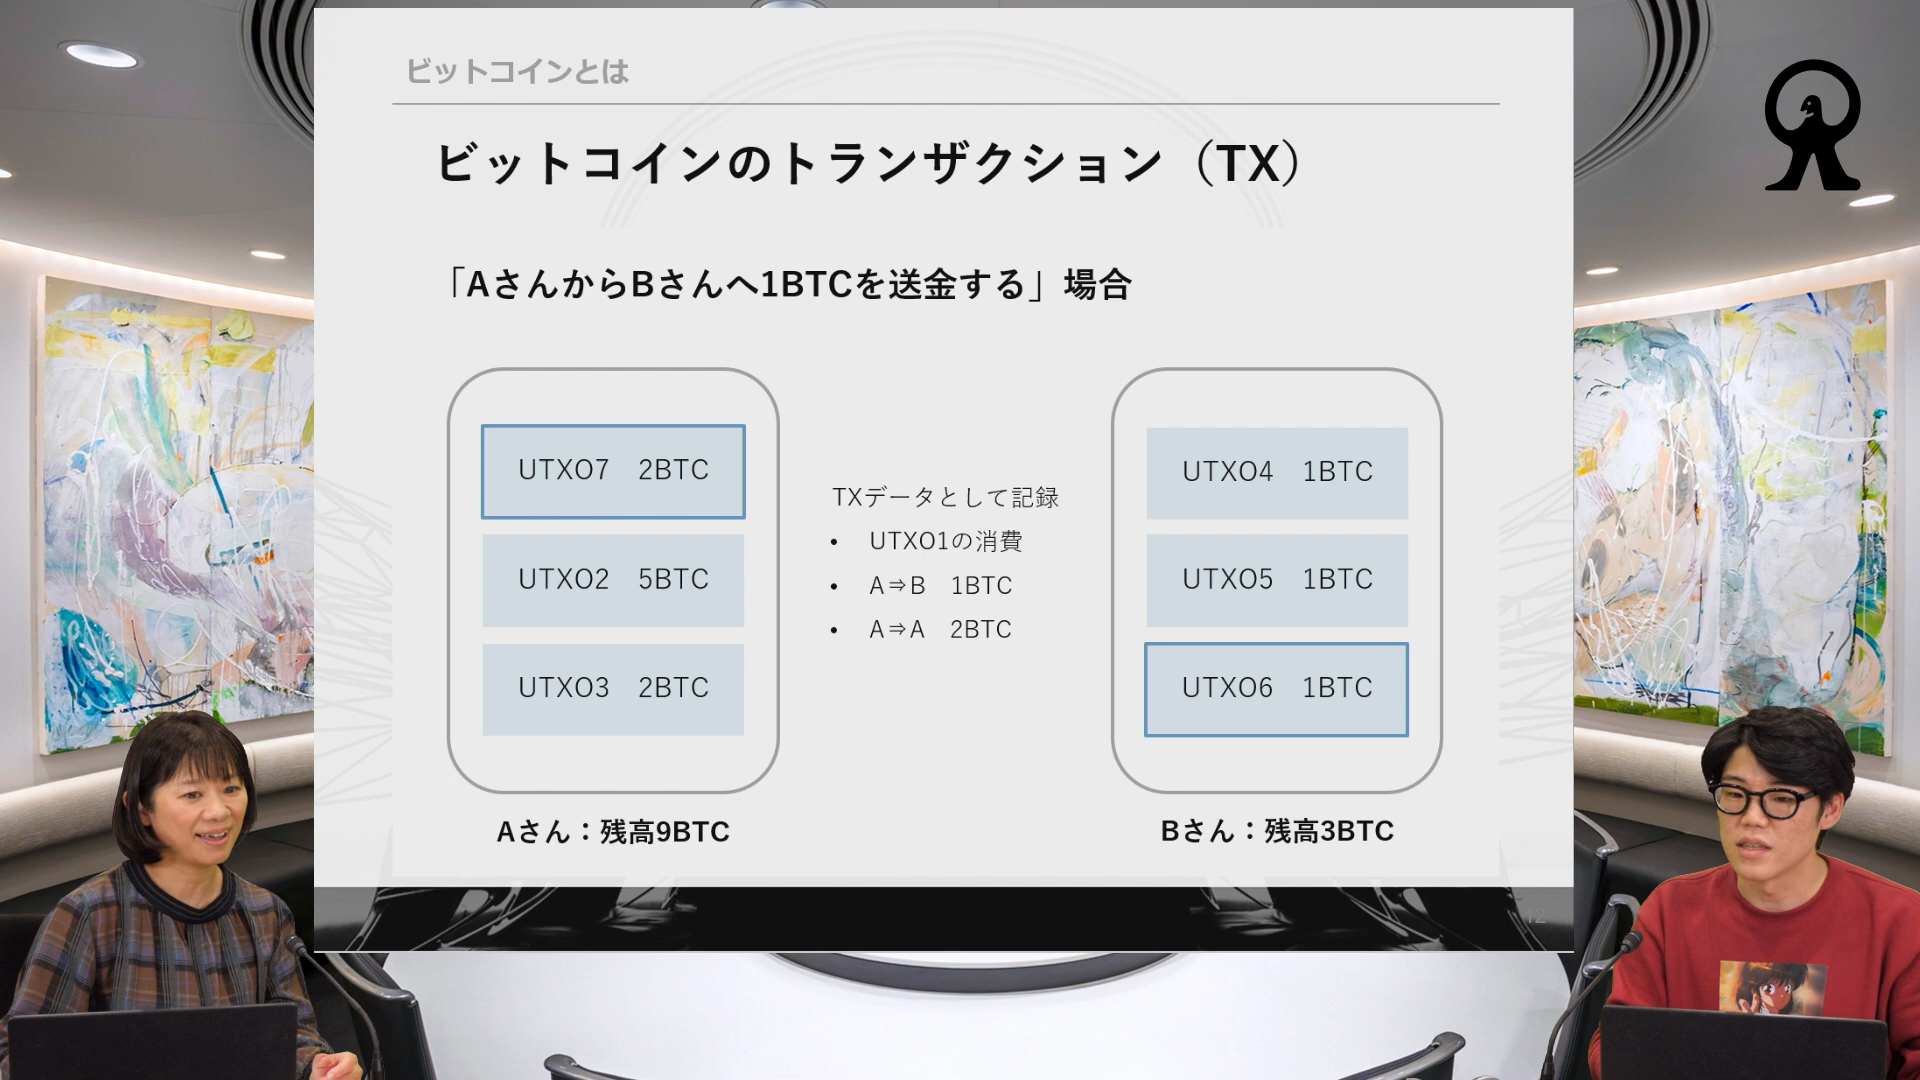 ビットコインとは
ビットコインのトランザクション（TX）
「AさんからBさんへ1BTCを送金する」場合
UTXO7　2BTC
UTXO2　5BTC
UTXO3　2BTC
Aさん：残高9BTC
TXデータとして記録
• UTXO1の消費
• A⇒B　1BTC
• A⇒A　2BTC
UTXO4　1BTC
UTXO5　1BTC
UTXO6　1BTC
Bさん：残高3BTC
12